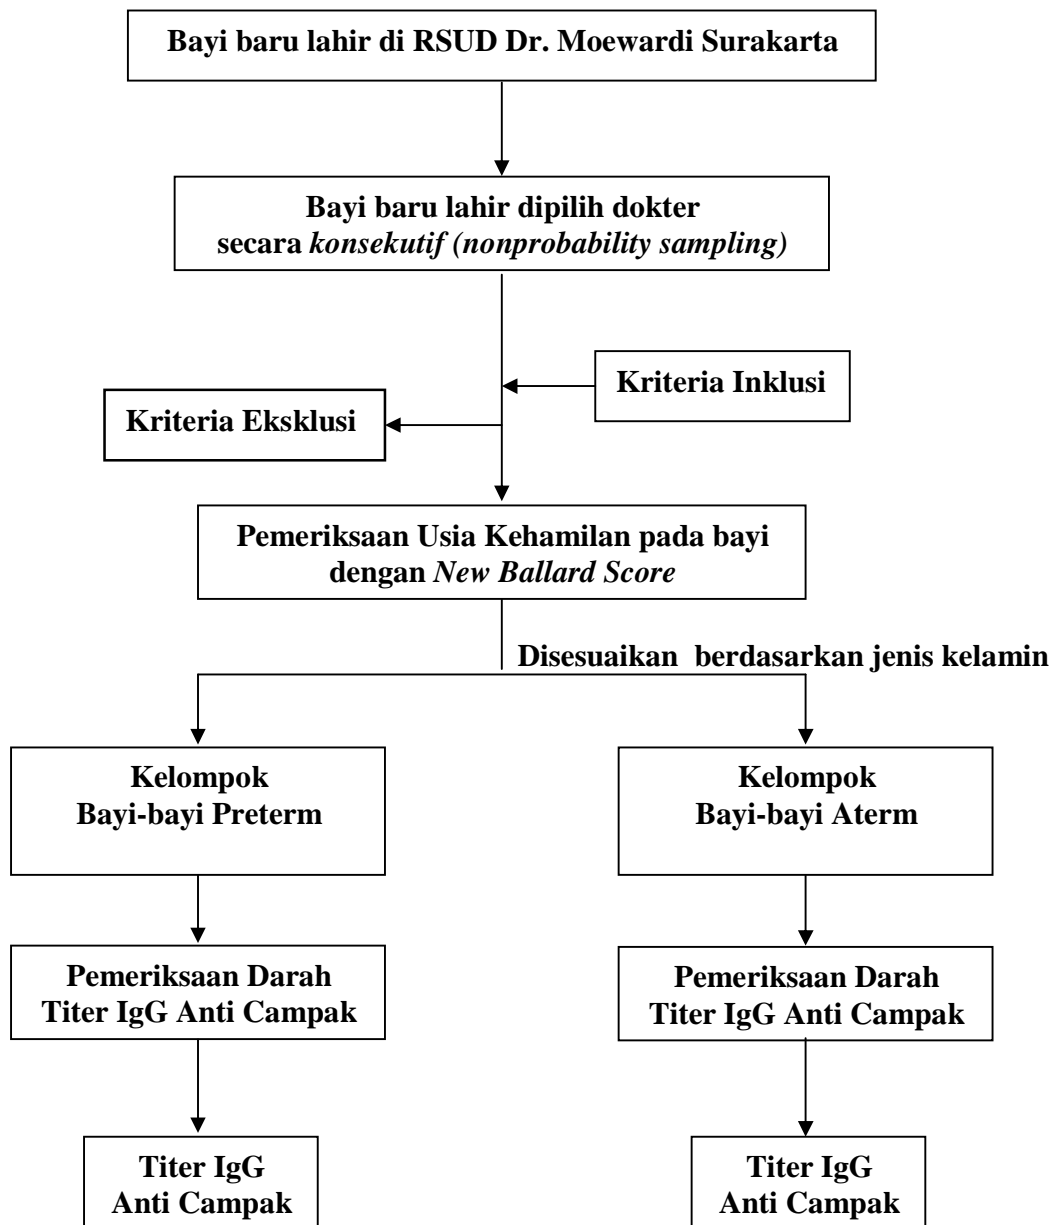 Bayi baru lahir di RSUD Dr. Moewardi Surakarta
Bayi baru lahir dipilih dokter
secara konsekutif (nonprobability sampling)
Kriteria Inklusi
Kriteria Eksklusi
Pemeriksaan Usia Kehamilan pada bayi
dengan New Ballard Score
Disesuaikan berdasarkan jenis kelamin
Kelompok
Bayi-bayi Preterm
Kelompok
Bayi-bayi Aterm
Pemeriksaan Darah
Titer IgG Anti Campak
Pemeriksaan Darah
Titer IgG Anti Campak
Titer IgG
Anti Campak
Titer IgG
Anti Campak